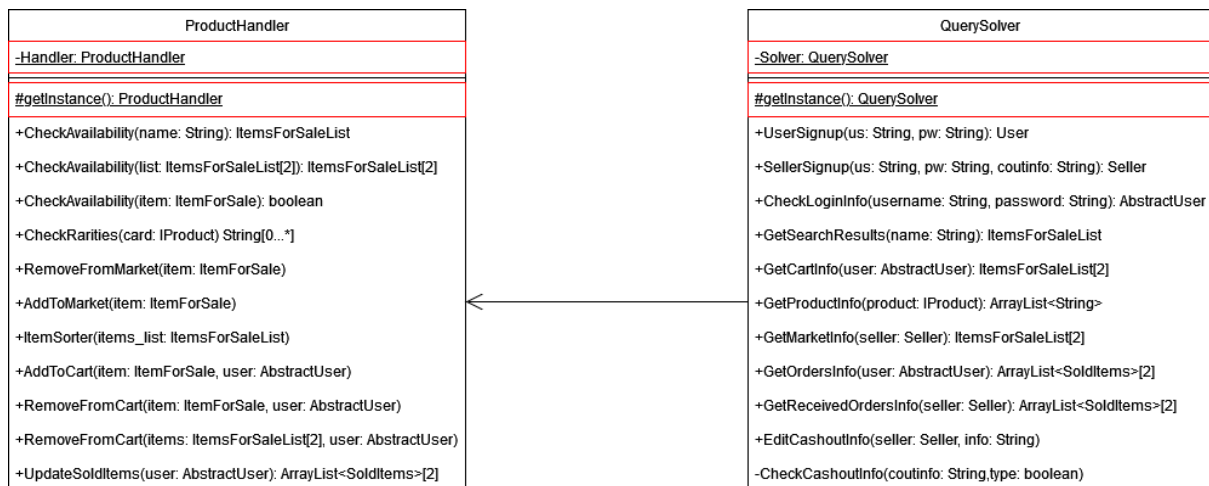 ProductHandler
-Handler: ProductHandler
#getInstance(): ProductHandler
+CheckAvailability(name: String): ItemsForSaleList
+CheckAvailability(list: ItemsForSaleList[2]): ItemsForSaleList[2]
+CheckAvailability(item: ItemForSale): boolean
+CheckRarities(card: IProduct) String[0...*]
+RemoveFromMarket(item: ItemForSale)
+AddToMarket(item: ItemForSale)
+ItemSorter(items_list: ItemsForSaleList)
+AddToCart(item: ItemForSale, user: AbstractUser)
+RemoveFromCart(item: ItemForSale, user: AbstractUser)
+RemoveFromCart(items: ItemsForSaleList[2], user: AbstractUser)
+UpdateSoldItems(user: AbstractUser): ArrayList<SoldItems>[2]
QuerySolver
-Solver: QuerySolver
#getInstance(): QuerySolver
+UserSignup(us: String, pw: String): User
+SellerSignup(us: String, pw: String, coutinfo: String): Seller
+CheckLoginInfo(username: String, password: String): AbstractUser
+GetSearchResults(name: String): ItemsForSaleList
+GetCartInfo(user: AbstractUser): ItemsForSaleList[2]
+GetProductInfo(product: IProduct): ArrayList<String>
+GetMarketInfo(seller: Seller): ItemsForSaleList[2]
+GetOrdersInfo(user: AbstractUser): ArrayList<SoldItems>[2]
+GetReceivedOrdersInfo(seller: Seller): ArrayList<SoldItems>[2]
+EditCashoutInfo(seller: Seller, info: String)
-CheckCashoutInfo(coutinfo: String,type: boolean)